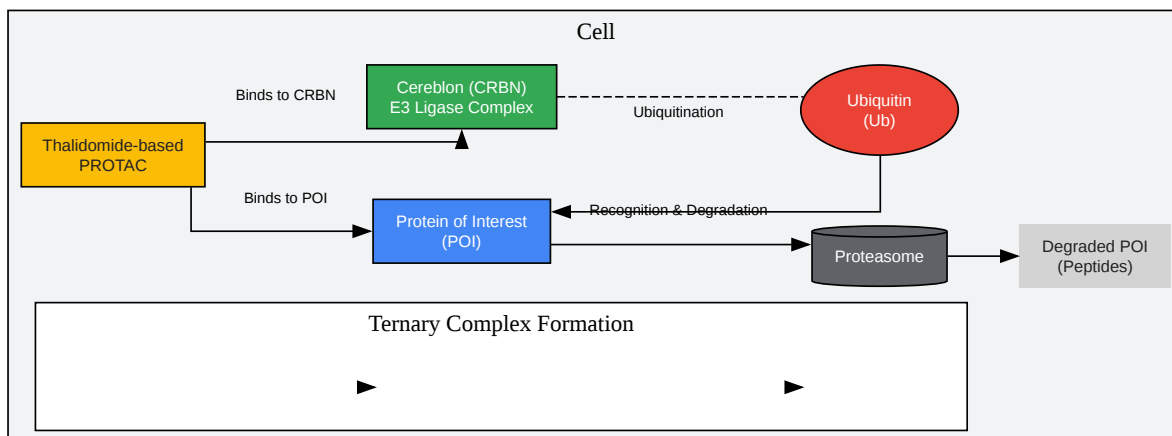 Cell
Cereblon (CRBN)
E3 Ligase Complex
Binds to CRBN
Ubiquitination
Ubiquitin
(Ub)
Thalidomide-based
PROTAC
Binds to POI
Recognition & Degradation
Protein of Interest
(POI)
Proteasome
Degraded POI
(Peptides)
Ternary Complex Formation